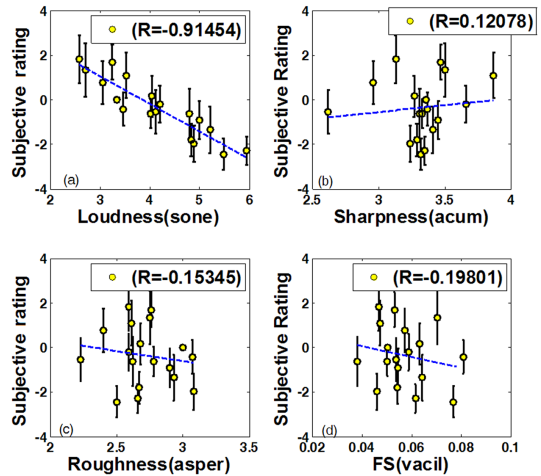 (R=-0.91454)
Subjective rating
4
2
0
-2
-4
(a)
2 3 4 5 6
Loudness(sone)
(R=0.12078)
Subjective rating
4
2
0
-2
-4
(b)
2.5 3 3.5 4
Sharpness(acum)
(R=-0.15345)
Subjective Rating
4
2
0
-2
-4
(c)
2 2.5 3 3.5
Roughness(asper)
(R=-0.19801)
Subjective Rating
4
2
0
-2
-4
(d)
0.02 0.04 0.06 0.08 0.1
FS(vacil)